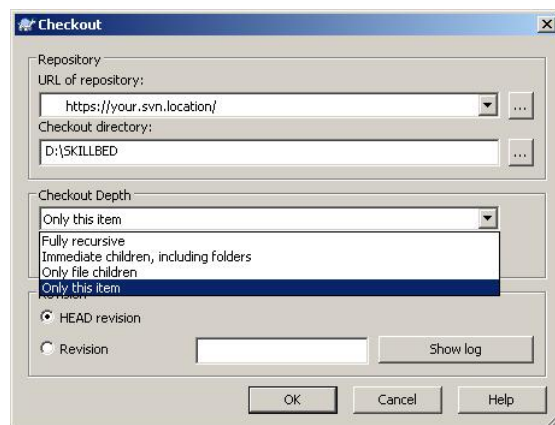 Checkout
Repository
URL of repository:
https://your.svn.location/
...
Checkout directory:
D:\SKILLBED
...
Checkout Depth
Only this item
Fully recursive
Immediate children, including folders
Only file children
Only this item
Revision
HEAD revision
Revision
Show log
OK
Cancel
Help